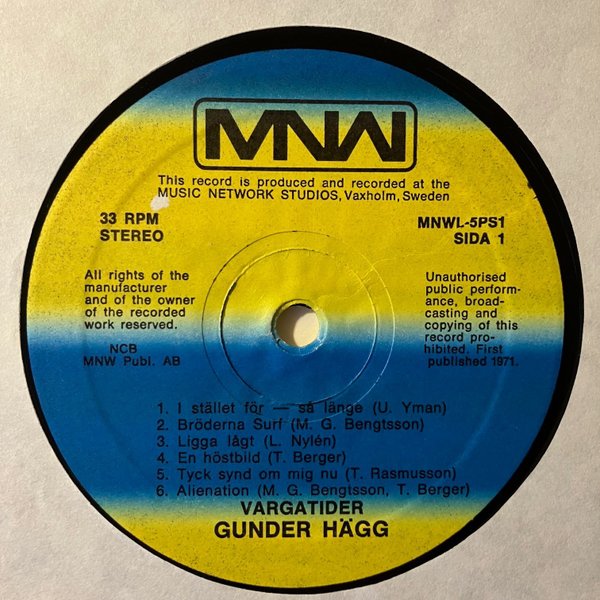 MNW
This record is produced and recorded at the
MUSIC NETWORK STUDIOS, Vaxholm, Sweden
33 RPM
STEREO
MNWL-5PS1
SIDA 1
All rights of the
manufacturer
and of the owner
of the recorded
work reserved.
NCB
MNW Publ. AB
Unauthorised
public perform-
ance, broad-
casting and
copying of this
record pro-
hibited. First
published 1971.
1. I stället för — så länge (U. Yman)
2. Bröderna Surf (M. G. Bengtsson)
3. Ligga lågt (L. Nylén)
4. En höstbild (T. Berger)
5. Tyck synd om mig nu (T. Rasmusson)
6. Alienation (M. G. Bengtsson, T. Berger)
VARGATIDER
GUNDER HÄGG